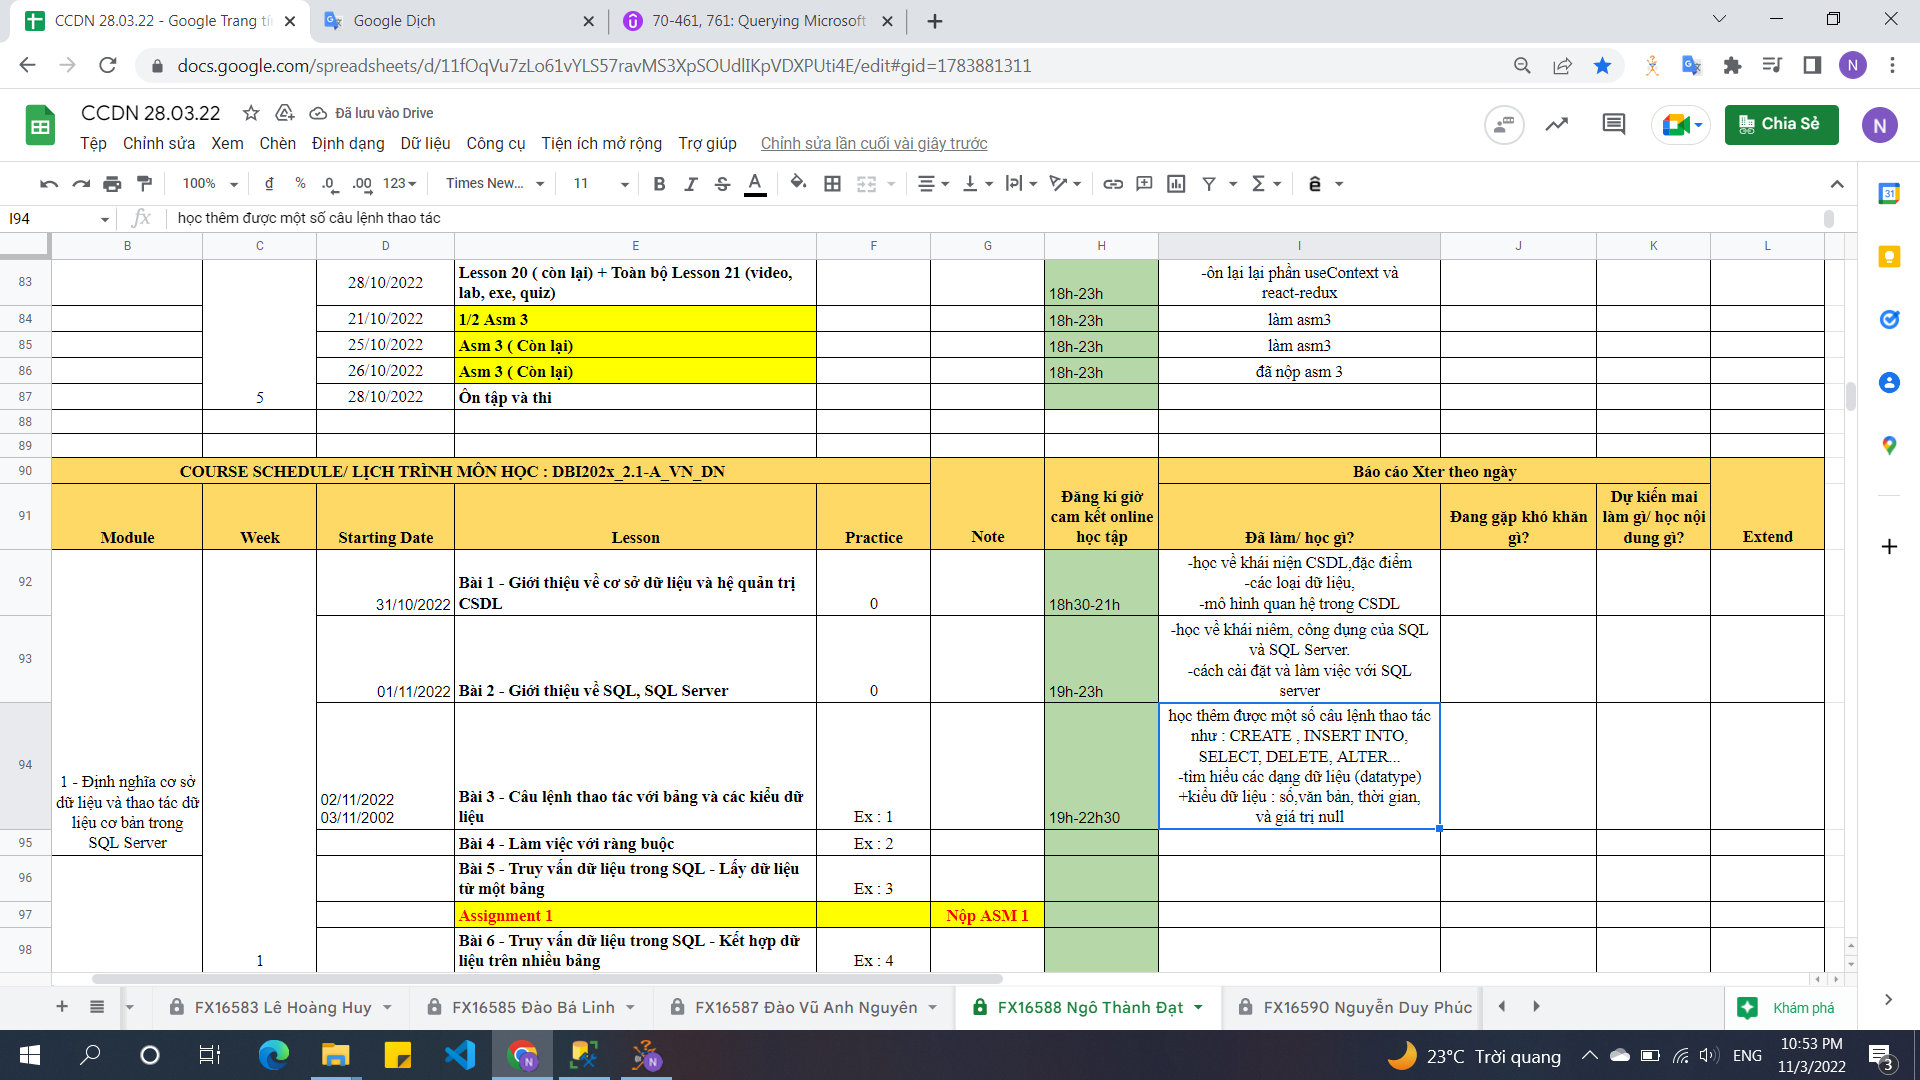 CCDN 28.03.22 - Google Trang tí
Google Dịch
70-461, 761: Querying Microsoft
docs.google.com/spreadsheets/d/11fOqVu7zLo61vYLS57ravMS3XpSOUdlIKpVDXPUti4E/edit#gid=1783881311
N
CCDN 28.03.22
Đã lưu vào Drive
Chia Sẻ
N
Tệp Chỉnh sửa Xem Chèn Định dạng Dữ liệu Công cụ Tiện ích mở rộng Trợ giúp Chỉnh sửa lần cuối vài giây trước
100% ₫ % .0 .00 123 Times New... 11
I94 fx học thêm được một số câu lệnh thao tác
B C D E F G H I J K L
83 28/10/2022 Lesson 20 ( còn lại) + Toàn bộ Lesson 21 (video,
lab, exe, quiz) 18h-23h -ôn lại lại phần useContext và
react-redux
84 21/10/2022 1/2 Asm 3 18h-23h làm asm3
85 25/10/2022 Asm 3 ( Còn lại) 18h-23h làm asm3
86 26/10/2022 Asm 3 ( Còn lại) 18h-23h đã nộp asm 3
87 5 28/10/2022 Ôn tập và thi
88
89
90 COURSE SCHEDULE/ LỊCH TRÌNH MÔN HỌC : DBI202x_2.1-A_VN_DN Báo cáo Xter theo ngày
91 Module Week Starting Date Lesson Practice Note
Đăng kí giờ
cam kết online
học tập
Đã làm/ học gì?
Đang gặp khó khăn
gì?
Dự kiến mai
làm gì/ học nội
dung gì?
Extend
92 31/10/2022 Bài 1 - Giới thiệu về cơ sở dữ liệu và hệ quản trị
CSDL 0 18h30-21h
-học về khái niện CSDL,đặc điểm
-các loại dữ liệu,
-mô hình quan hệ trong CSDL
93 01/11/2022 Bài 2 - Giới thiệu về SQL, SQL Server 0 19h-23h
-học về khái niêm, công dụng của SQL
và SQL Server.
-cách cài đặt và làm việc với SQL
server
94
1 - Định nghĩa cơ sở
dữ liệu và thao tác dữ
liệu cơ bản trong
SQL Server
02/11/2022
03/11/2002
Bài 3 - Câu lệnh thao tác với bảng và các kiểu dữ
liệu Ex : 1 19h-22h30
học thêm được một số câu lệnh thao tác
như : CREATE , INSERT INTO,
SELECT, DELETE, ALTER...
-tìm hiểu các dạng dữ liệu (datatype)
+kiểu dữ liệu : số,văn bản, thời gian,
và giá trị null
95 Bài 4 - Làm việc với ràng buộc Ex : 2
96 Bài 5 - Truy vấn dữ liệu trong SQL - Lấy dữ liệu
từ một bảng Ex : 3
97 Assignment 1 Nộp ASM 1
98 1 Bài 6 - Truy vấn dữ liệu trong SQL - Kết hợp dữ
liệu trên nhiều bảng Ex : 4
FX16583 Lê Hoàng Huy FX16585 Đào Bá Linh FX16587 Đào Vũ Anh Nguyên FX16588 Ngô Thành Đạt FX16590 Nguyễn Duy Phúc Khám phá
31
23°C Trời quang ENG 10:53 PM
11/3/2022
3